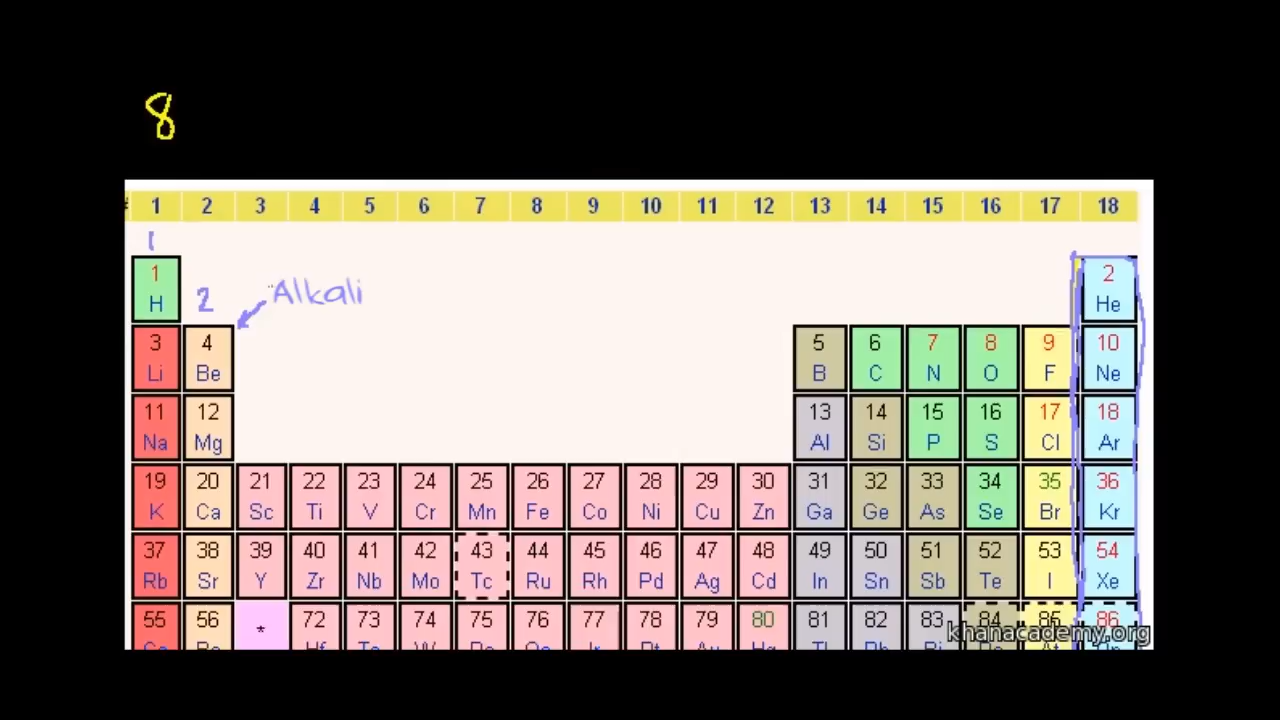 8
# 1 2 3 4 5 6 7 8 9 10 11 12 13 14 15 16 17 18
1
1 2
H 2 Alkali He
3 4 5 6 7 8 9 10
Li Be B C N O F Ne
11 12 13 14 15 16 17 18
Na Mg Al Si P S Cl Ar
19 20 21 22 23 24 25 26 27 28 29 30 31 32 33 34 35 36
K Ca Sc Ti V Cr Mn Fe Co Ni Cu Zn Ga Ge As Se Br Kr
37 38 39 40 41 42 43 44 45 46 47 48 49 50 51 52 53 54
Rb Sr Y Zr Nb Mo Tc Ru Rh Pd Ag Cd In Sn Sb Te I Xe
55 56 * 72 73 74 75 76 77 78 79 80 81 82 83 84 85 86
khanacademy.org